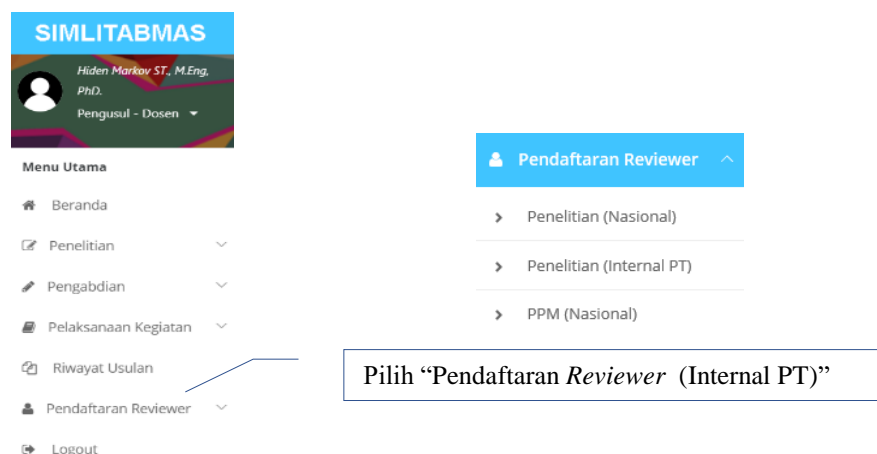 SIMLITABMAS
Hiden Markov ST., M.Eng,
PhD.
Pengusul - Dosen
Menu Utama
Beranda
Penelitian
Pengabdian
Pelaksanaan Kegiatan
Riwayat Usulan
Pendaftaran Reviewer
Logout
Pendaftaran Reviewer
Penelitian (Nasional)
Penelitian (Internal PT)
PPM (Nasional)
Pilih “Pendaftaran Reviewer (Internal PT)”